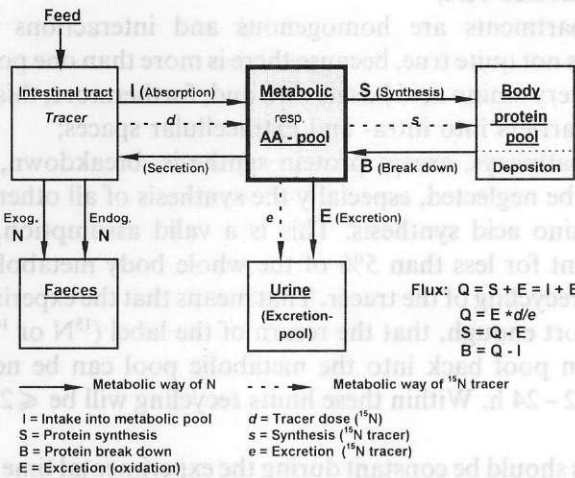 Feed
Intestinal tract
Tracer
I (Absorption)
d
(Secretion)
Metabolic
resp.
AA - pool
S (Synthesis)
s
B (Break down)
Body
protein
pool
Depositon
Exog.
N
Endog.
N
e
E (Excretion)
Faeces
Urine
(Excretion-
pool)
Flux: Q = S + E = I +
Q = E * d/e
S = Q - E
B = Q - I
Metabolic way of N
Metabolic way of ¹⁵N tracer
I = Intake into metabolic pool
S = Protein synthesis
B = Protein break down
E = Excretion (oxidation)
d = Tracer dose (¹⁵N)
s = Synthesis (¹⁵N tracer)
e = Excretion (¹⁵N tracer)